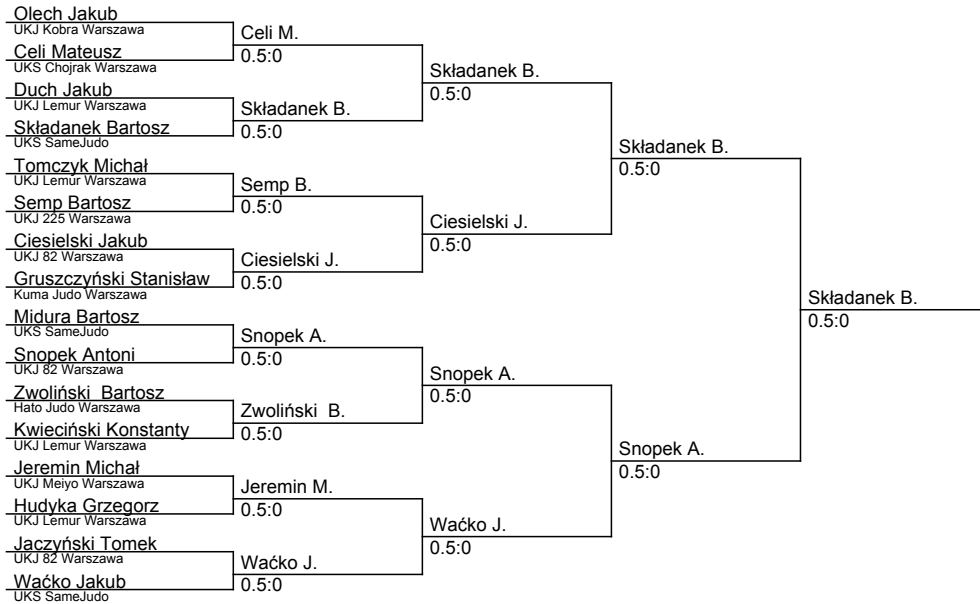 Olech Jakub
UKJ Kobra Warszawa
Celi Mateusz
UKS Chojrak Warszawa
Duch Jakub
UKJ Lemur Warszawa
Składanek Bartosz
UKS SameJudo
Tomczyk Michał
UKJ Lemur Warszawa
Semp Bartosz
UKJ 225 Warszawa
Ciesielski Jakub
UKJ 82 Warszawa
Gruszczyński Stanisław
Kuma Judo Warszawa
Midura Bartosz
UKS SameJudo
Snopek Antoni
UKJ 82 Warszawa
Zwoliński  Bartosz
Hato Judo Warszawa
Kwieciński Konstanty
UKJ Lemur Warszawa
Jeremin Michał
UKJ Meiyo Warszawa
Hudyka Grzegorz
UKJ Lemur Warszawa
Jaczyński Tomek
UKJ 82 Warszawa
Waćko Jakub
UKS SameJudo
Celi M.
0.5:0
Składanek B.
0.5:0
Semp B.
0.5:0
Ciesielski J.
0.5:0
Snopek A.
0.5:0
Zwoliński  B.
0.5:0
Jeremin M.
0.5:0
Waćko J.
0.5:0
Składanek B.
0.5:0
Ciesielski J.
0.5:0
Snopek A.
0.5:0
Waćko J.
0.5:0
Składanek B.
0.5:0
Snopek A.
0.5:0
Składanek B.
0.5:0